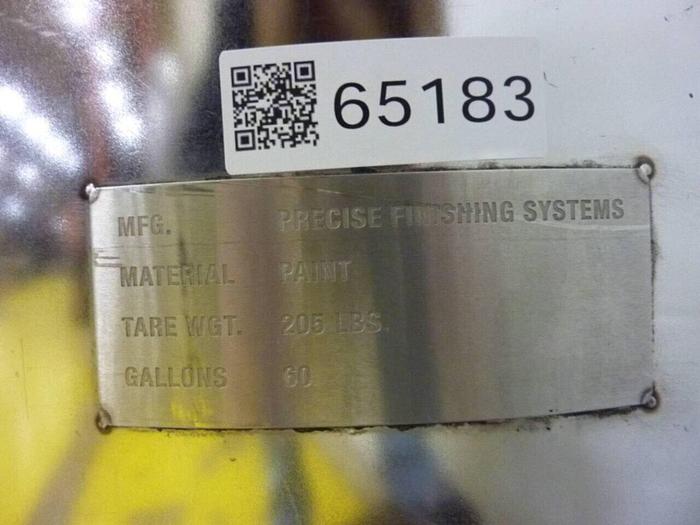 65183
MFG. PRECISE FINISHING SYSTEMS
MATERIAL PAINT
TARE WGT. 205 LBS.
GALLONS 60